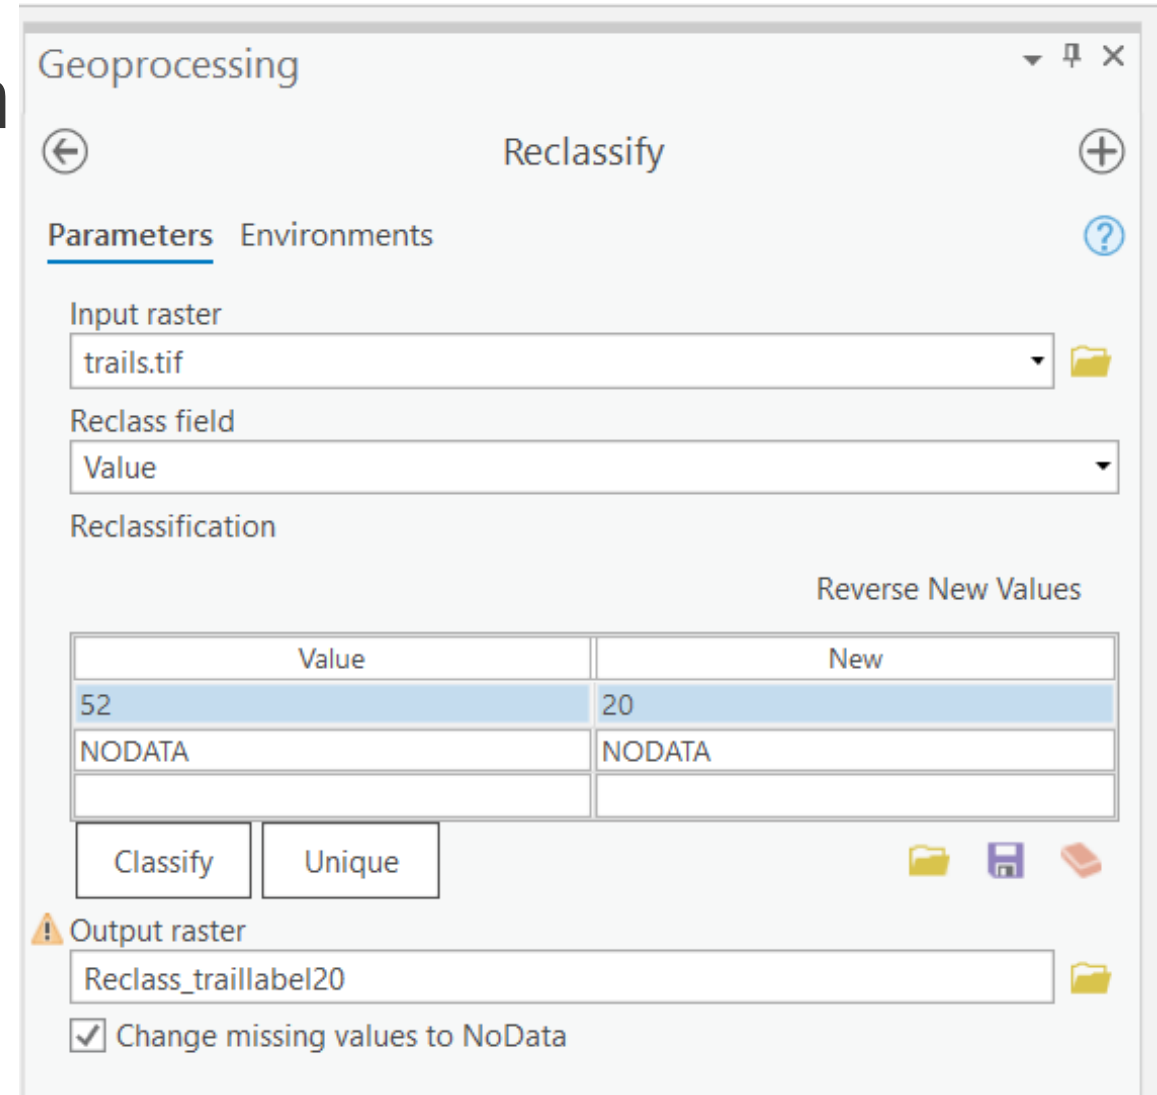 n
Geoprocessing
Reclassify
Parameters Environments
Input raster
trails.tif
Reclass field
Value
Reclassification
Reverse New Values
Value New
52 20
NODATA NODATA
Classify Unique
Output raster
Reclass_traillabel20
Change missing values to NoData